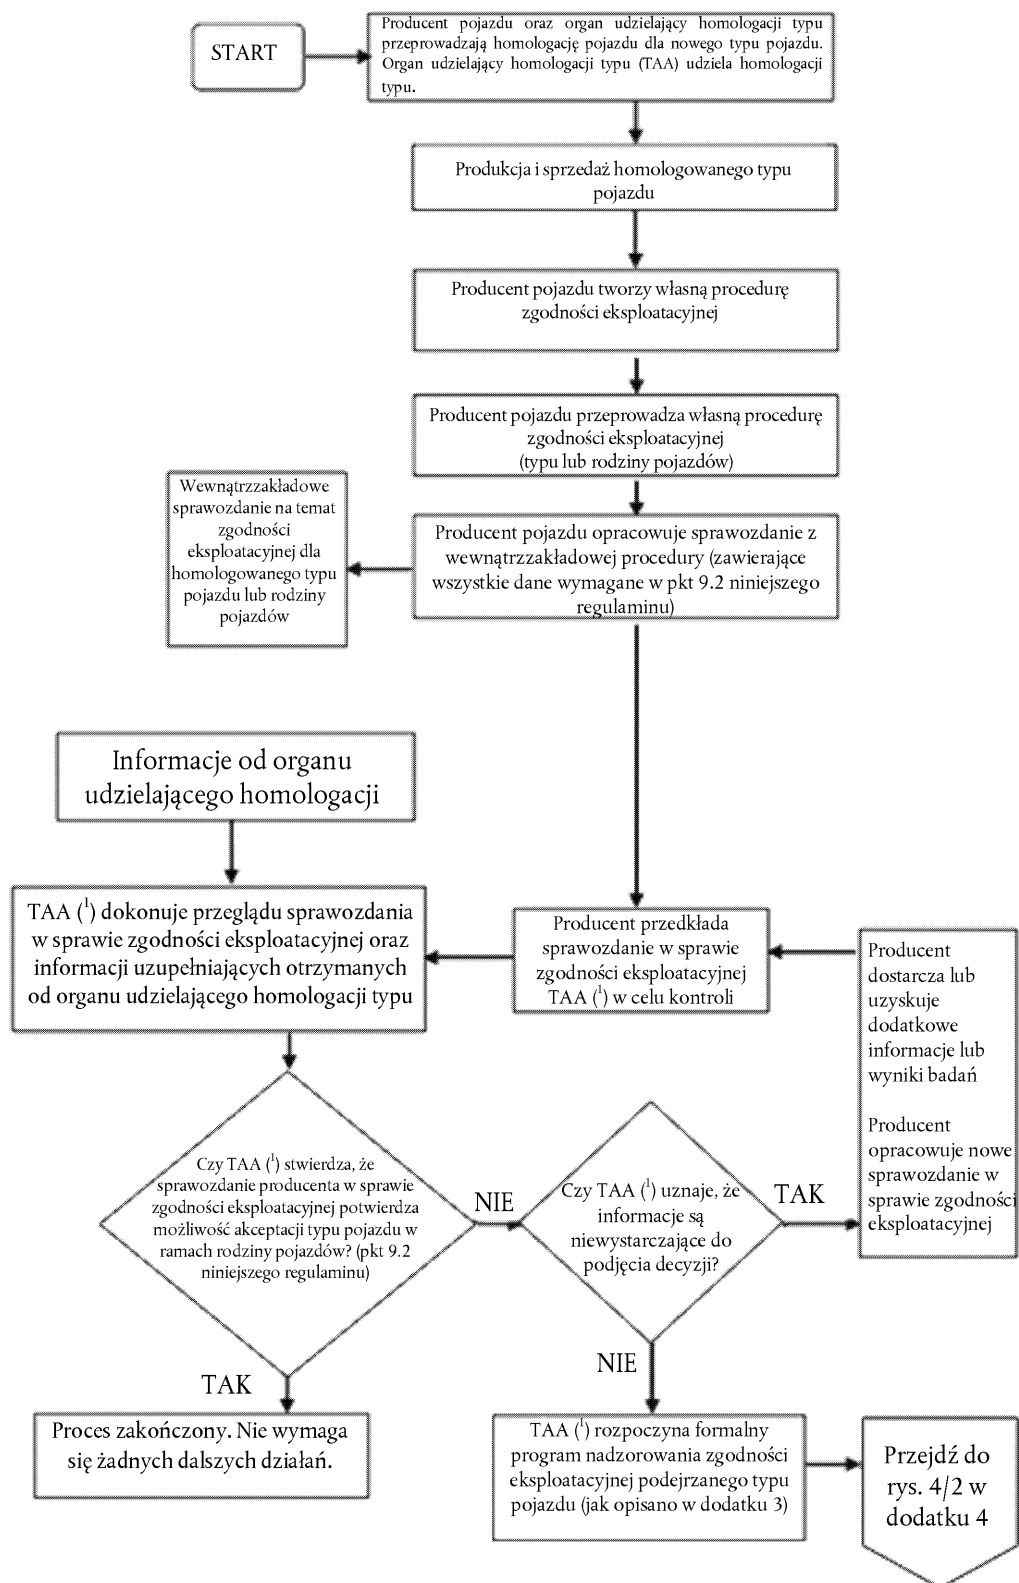 START
Producent pojazdu oraz organ udzielający homologacji typu
przeprowadzają homologację pojazdu dla nowego typu pojazdu.
Organ udzielający homologacji typu (TAA) udziela homologacji
typu.
Produkcja i sprzedaż homologowanego typu
pojazdu
Producent pojazdu tworzy własną procedurę
zgodności eksploatacyjnej
Producent pojazdu przeprowadza własną procedurę
zgodności eksploatacyjnej
(typu lub rodziny pojazdów)
Wewnątrzzakładowe
sprawozdanie na temat
zgodności
eksploatacyjnej dla
homologowanego typu
pojazdu lub rodziny
pojazdów
Producent pojazdu opracowuje sprawozdanie z
wewnątrzzakładowej procedury (zawierające
wszystkie dane wymagane w pkt 9.2 niniejszego
regulaminu)
Informacje od organu
udzielającego homologacji
TAA (¹) dokonuje przeglądu sprawozdania
w sprawie zgodności eksploatacyjnej oraz
informacji uzupełniających otrzymanych
od organu udzielającego homologacji typu
Producent przedkłada
sprawozdanie w sprawie
zgodności eksploatacyjnej
TAA (¹) w celu kontroli
Producent
dostarcza lub
uzyskuje
dodatkowe
informacje lub
wyniki badań
Producent
opracowuje nowe
sprawozdanie w
sprawie zgodności
eksploatacyjnej
Czy TAA (¹) stwierdza, że
sprawozdanie producenta w sprawie
zgodności eksploatacyjnej potwierdza
możliwość akceptacji typu pojazdu w
ramach rodziny pojazdów? (pkt 9.2
niniejszego regulaminu)
NIE
Czy TAA (¹) uznaje, że
informacje są
niewystarczające do
podjęcia decyzji?
TAK
TAK
NIE
Proces zakończony. Nie wymaga
się żadnych dalszych działań.
TAA (¹) rozpoczyna formalny
program nadzorowania zgodności
eksploatacyjnej podejrzanego typu
pojazdu (jak opisano w dodatku 3)
Przejdź do
rys. 4/2 w
dodatku 4